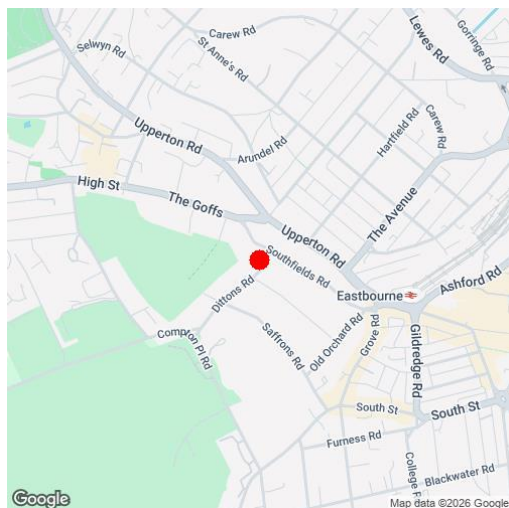 Carew Rd
Lewes Rd
Gorringe Rd
Selwyn Rd
St Anne's Rd
Carew Rd
Hartfield Rd
Upperton Rd
Arundel Rd
High St
The Goffs
The Avenue
Upperton Rd
Southfields Rd
Ashford Rd
Dittons Rd
Eastbourne
Saffrons Rd
Old Orchard Rd
Grove Rd
Gildredge Rd
Compton Pl Rd
South St
South St
Furness Rd
College R
Blackwater Rd
Google
Map data ©2026 Google